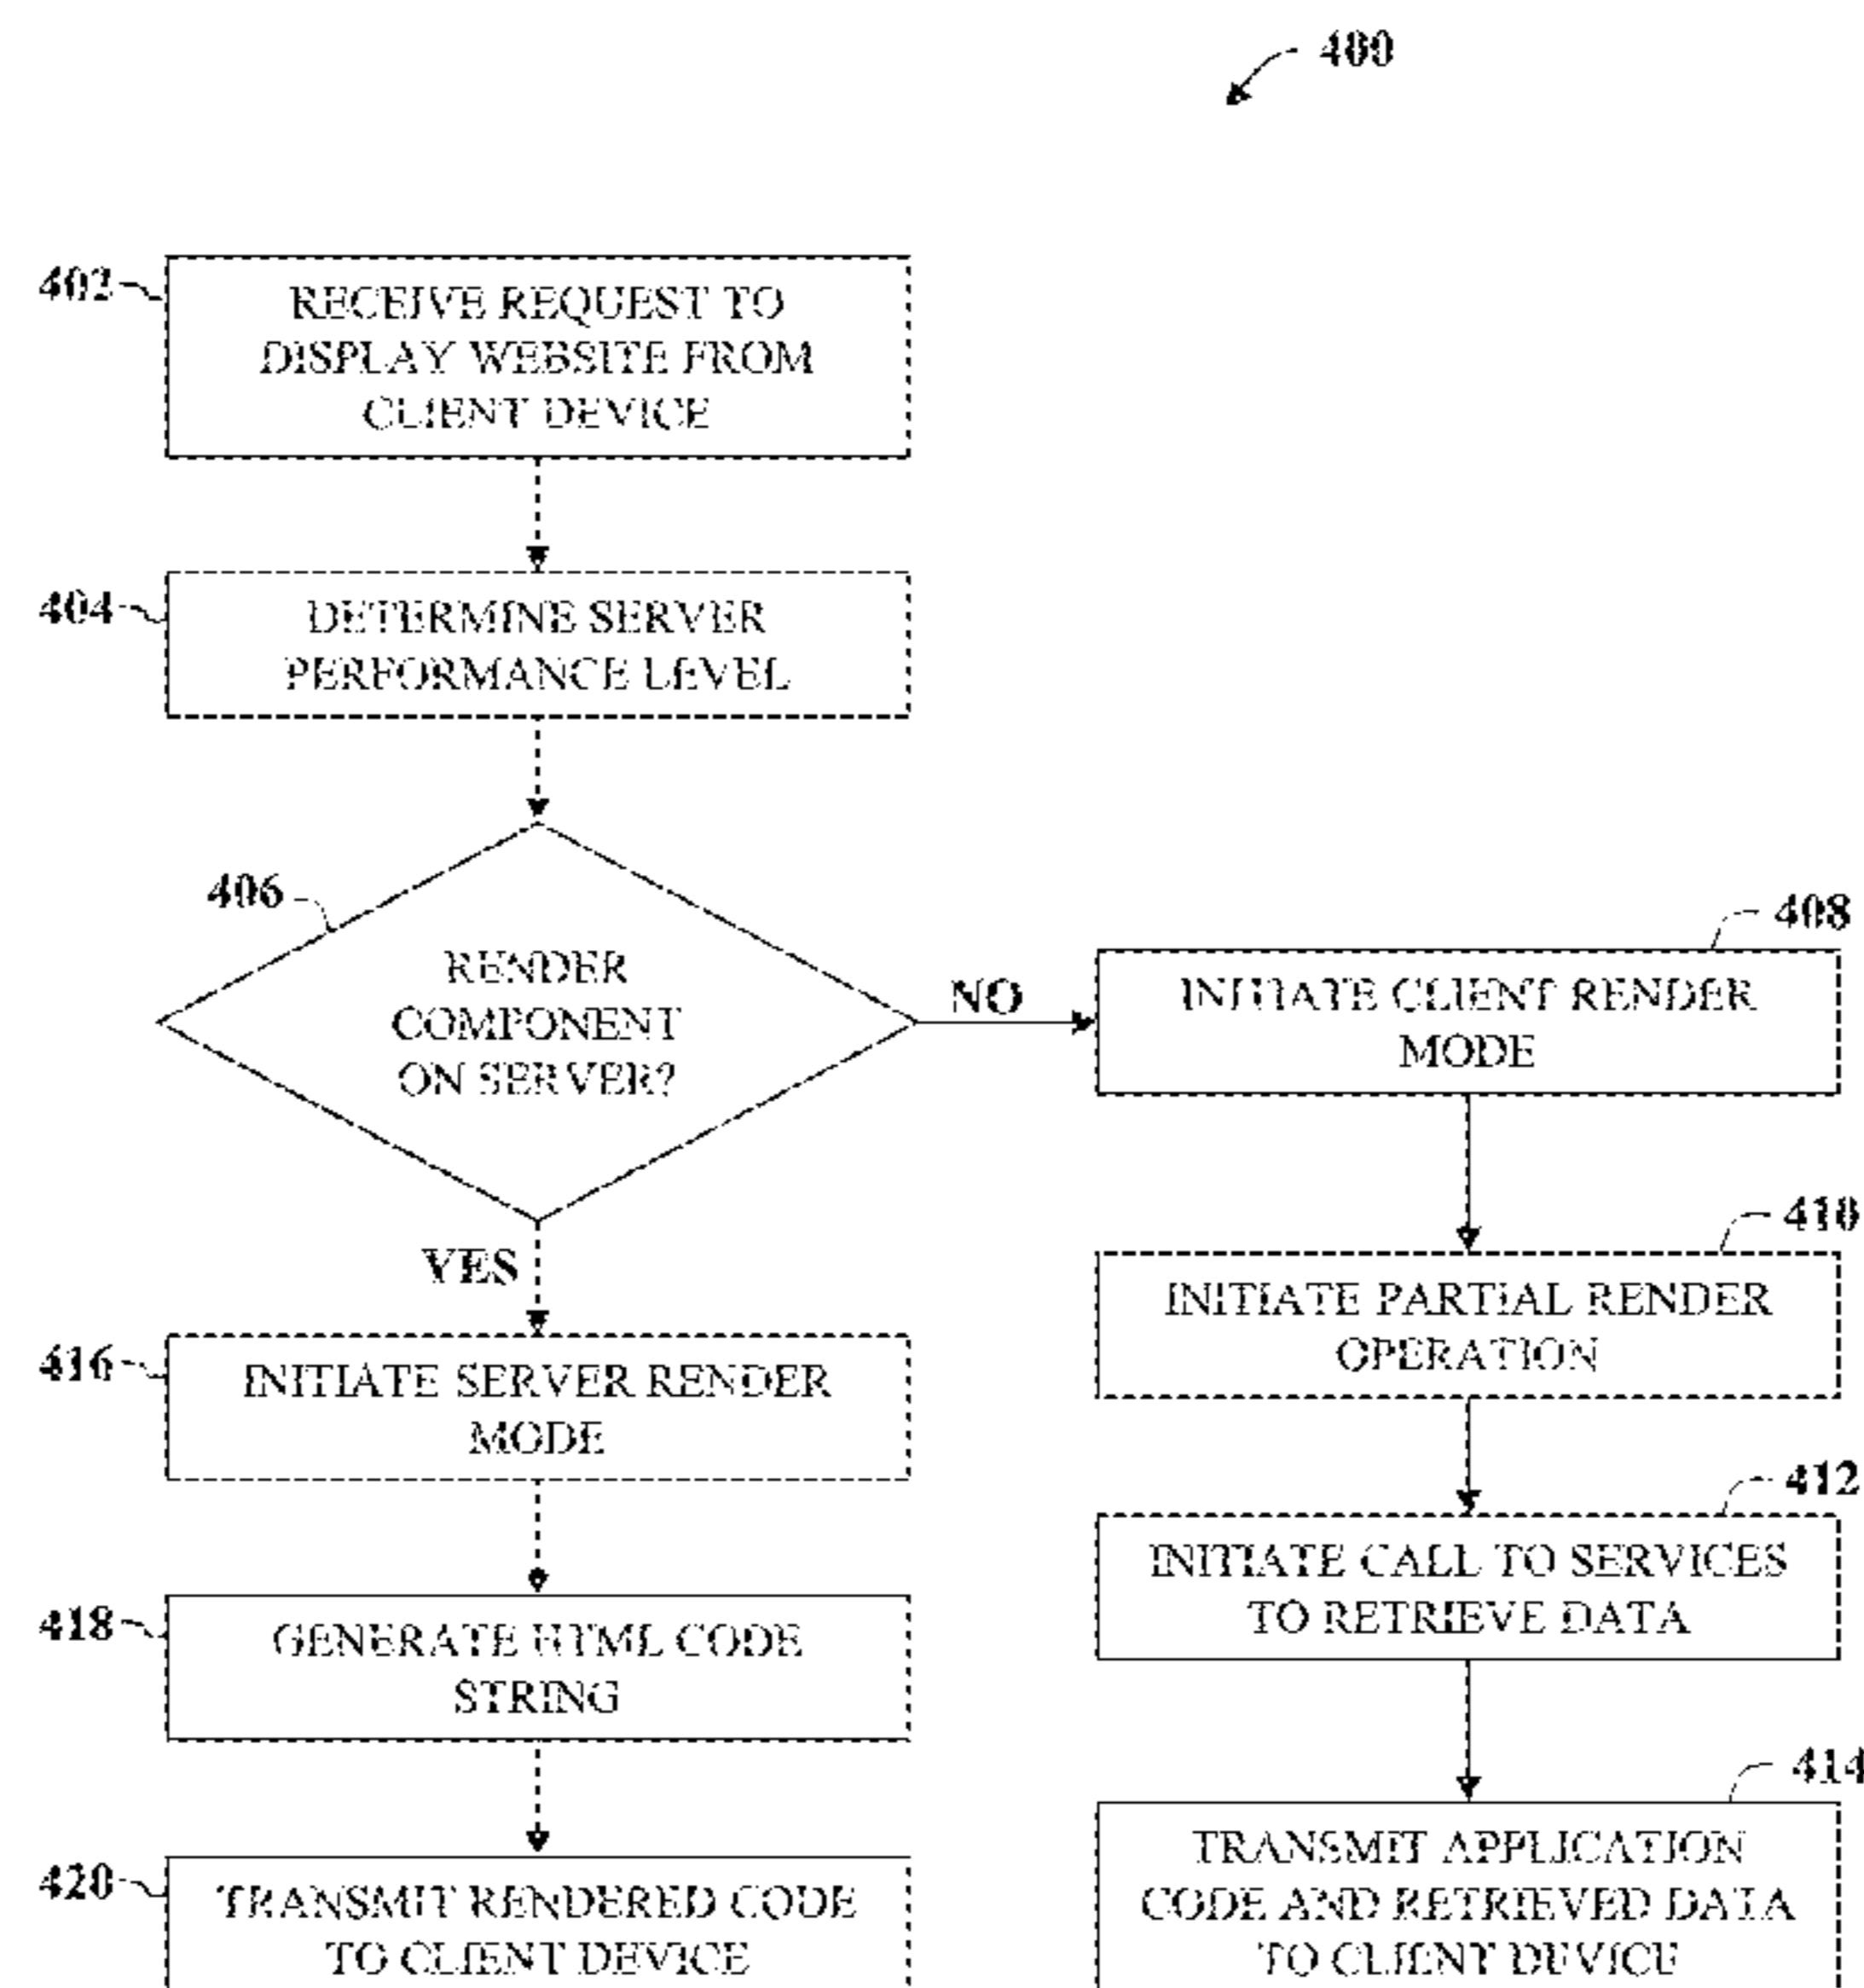 400
402
RECEIVE REQUEST TO
DISPLAY WEBSITE FROM
CLIENT DEVICE
404
DETERMINE SERVER
PERFORMANCE LEVEL
406
RENDER
COMPONENT
ON SERVER?
NO
YES
408
INITIATE CLIENT RENDER
MODE
410
INITIATE PARTIAL RENDER
OPERATION
412
INITIATE CALL TO SERVICES
TO RETRIEVE DATA
414
TRANSMIT APPLICATION
CODE AND RETRIEVED DATA
TO CLIENT DEVICE
416
INITIATE SERVER RENDER
MODE
418
GENERATE HTML CODE
STRING
420
TRANSMIT RENDERED CODE
TO CLIENT DEVICE